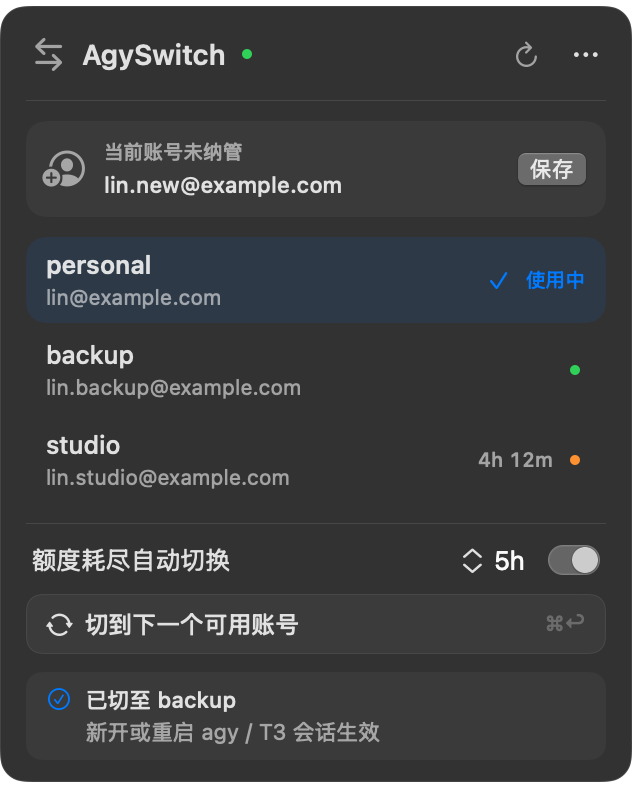 AgySwitch
当前账号未纳管
lin.new@example.com
保存
personal
lin@example.com
使用中
backup
lin.backup@example.com
studio
lin.studio@example.com
4h 12m
额度耗尽自动切换
5h
切到下一个可用账号
⌘↩
已切至 backup
新开或重启 agy / T3 会话生效